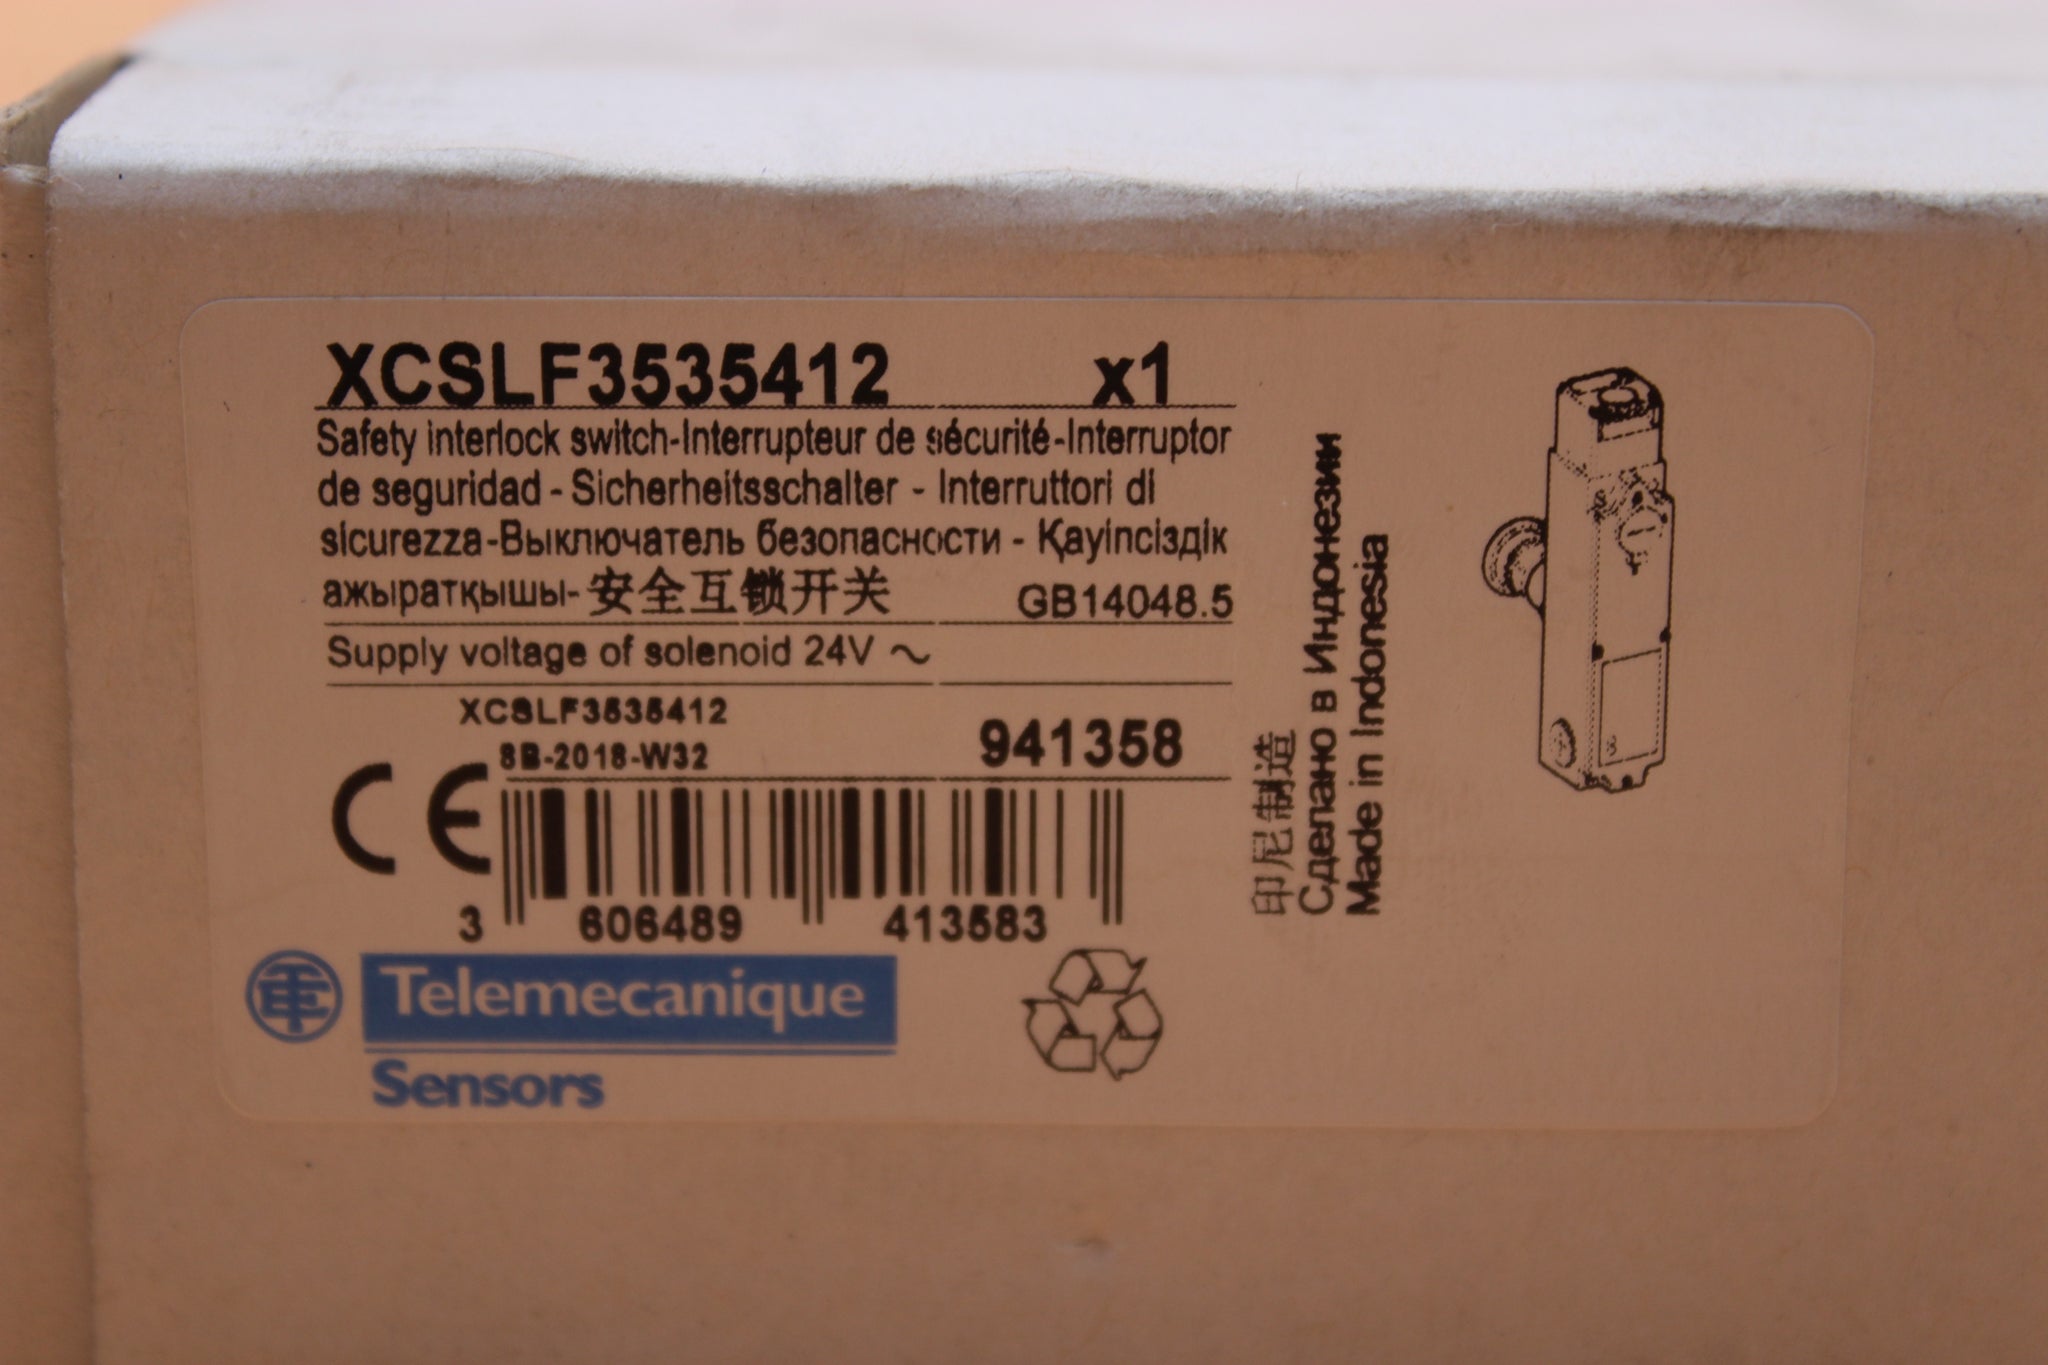 XCSLF3535412 x1
Safety interlock switch-Interrupteur de sécurité-Interruptor
de seguridad - Sicherheitsschalter - Interruttori di
sicurezza-Выключатель безопасности - Қауіпсіздік
ажыратқышы-安全互锁开关 GB14048.5
Supply voltage of solenoid 24V ~
XCSLF3535412
8B-2018-W32 941358
CE
3 606489 413583
Telemecanique
Sensors
印尼制造
Сделано в Индонезии
Made in Indonesia